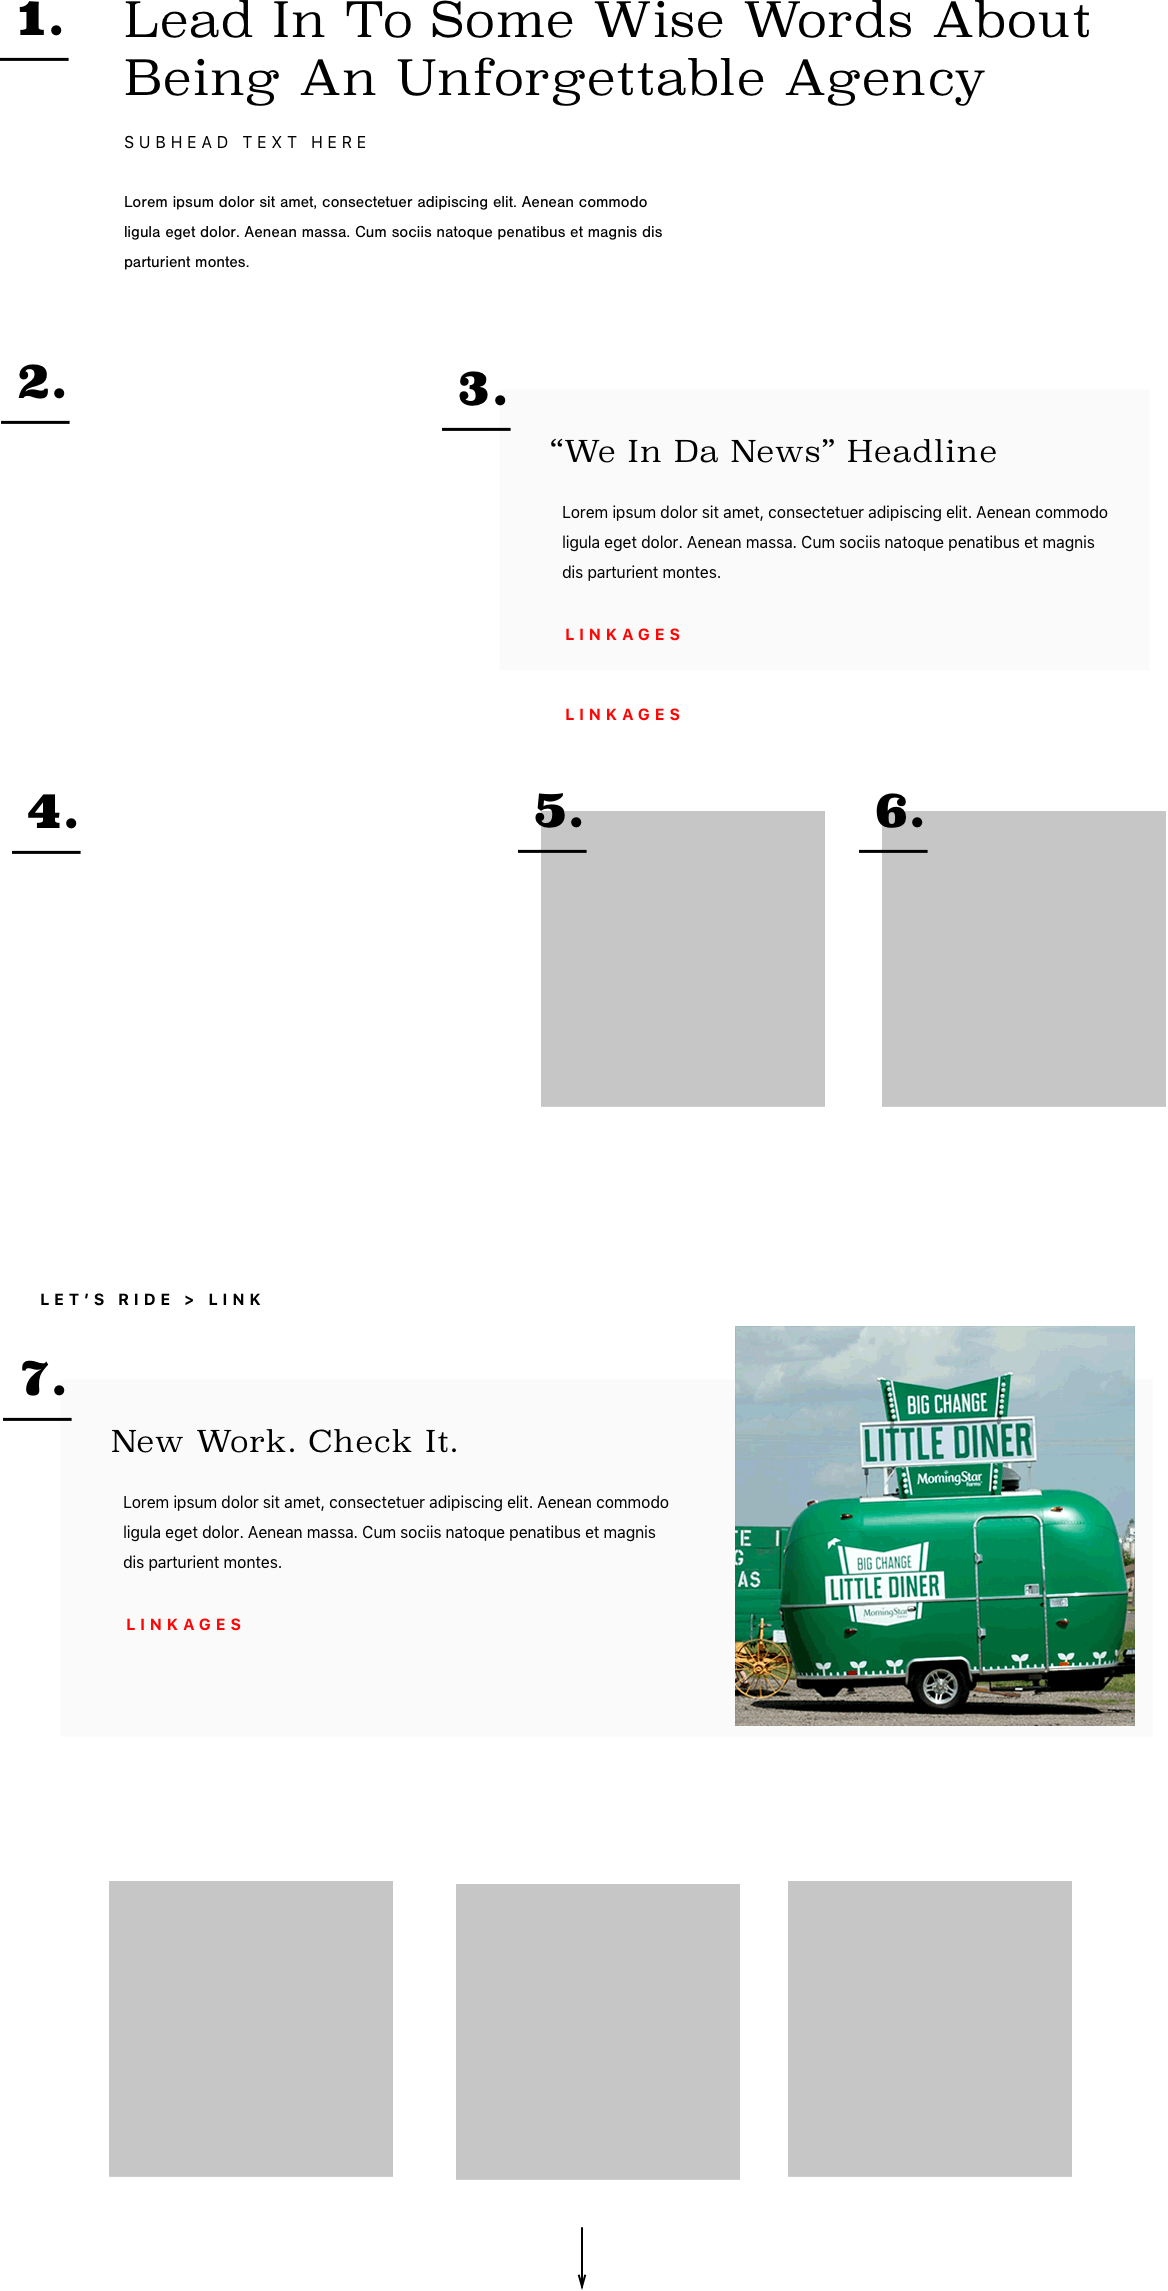 1.
Lead In To Some Wise Words About
Being An Unforgettable Agency
SUBHEAD TEXT HERE
Lorem ipsum dolor sit amet, consectetuer adipiscing elit. Aenean commodo
ligula eget dolor. Aenean massa. Cum sociis natoque penatibus et magnis dis
parturient montes.
2.
3.
“We In Da News” Headline
Lorem ipsum dolor sit amet, consectetuer adipiscing elit. Aenean commodo
ligula eget dolor. Aenean massa. Cum sociis natoque penatibus et magnis
dis parturient montes.
LINKAGES
LINKAGES
4.
5.
6.
LET’S RIDE > LINK
7.
New Work. Check It.
Lorem ipsum dolor sit amet, consectetuer adipiscing elit. Aenean commodo
ligula eget dolor. Aenean massa. Cum sociis natoque penatibus et magnis
dis parturient montes.
LINKAGES
BIG CHANGE
LITTLE DINER
MorningStar
farms
TE I
G
AS
BIG CHANGE
LITTLE DINER
MorningStar